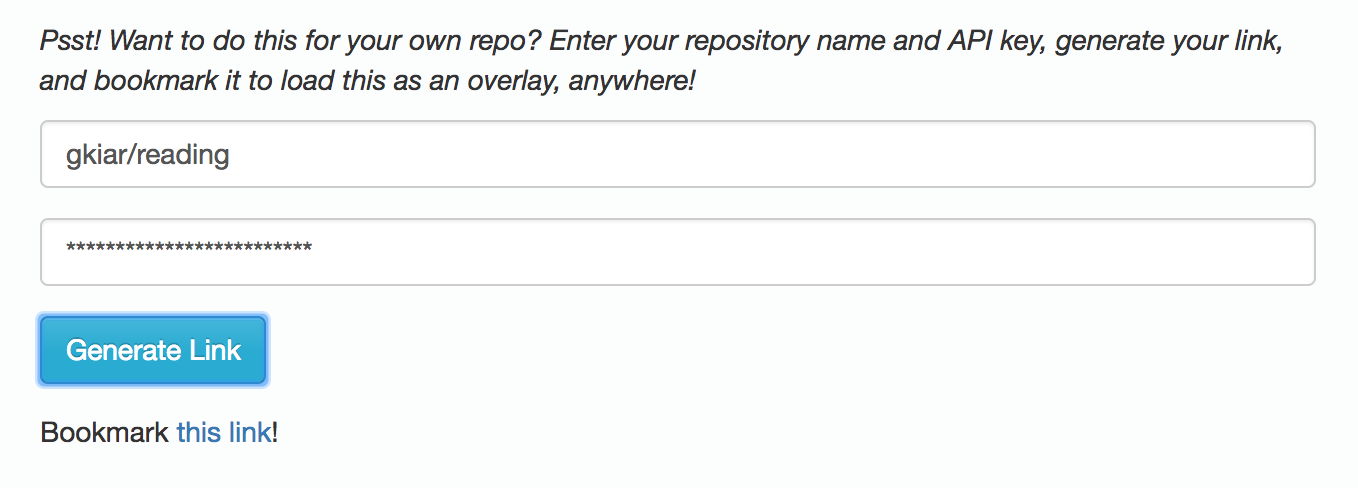 Psst! Want to do this for your own repo? Enter your repository name and API key, generate your link,
and bookmark it to load this as an overlay, anywhere!
gkiar/reading
*************************
Generate Link
Bookmark this link!